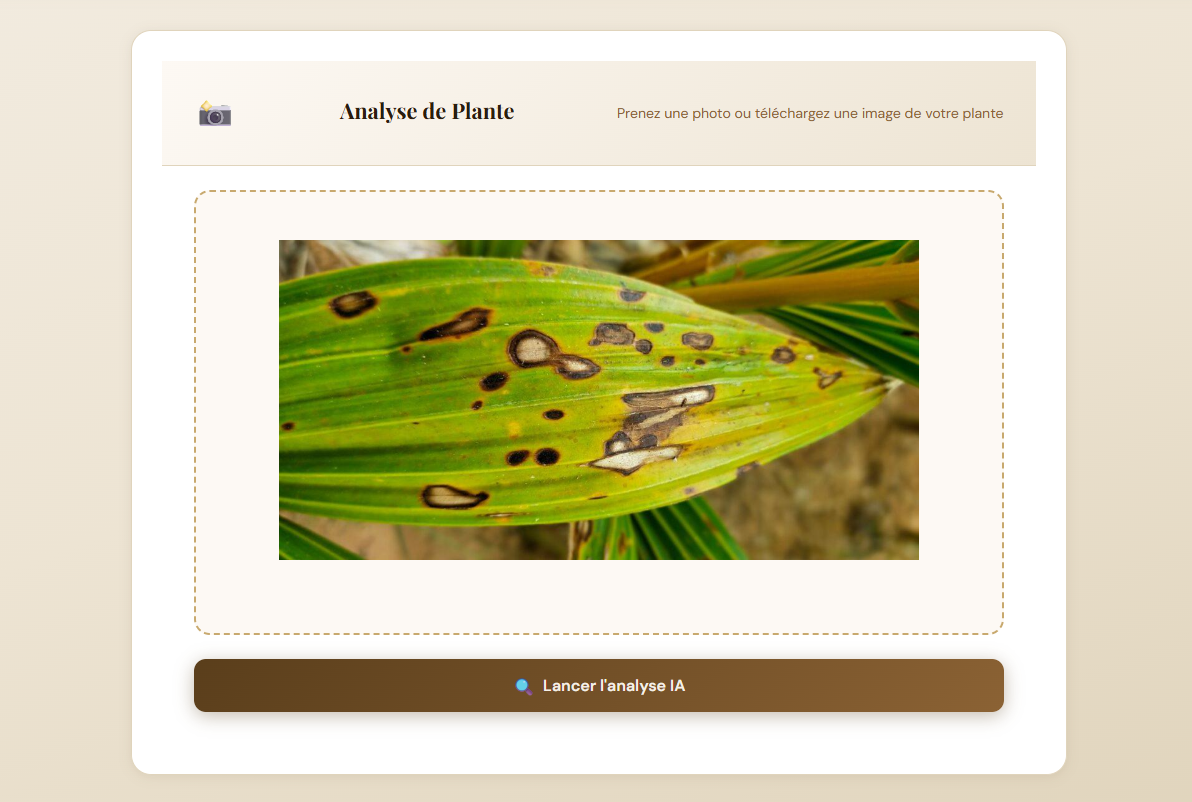 Analyse de Plante
Prenez une photo ou téléchargez une image de votre plante
Lancer l'analyse IA